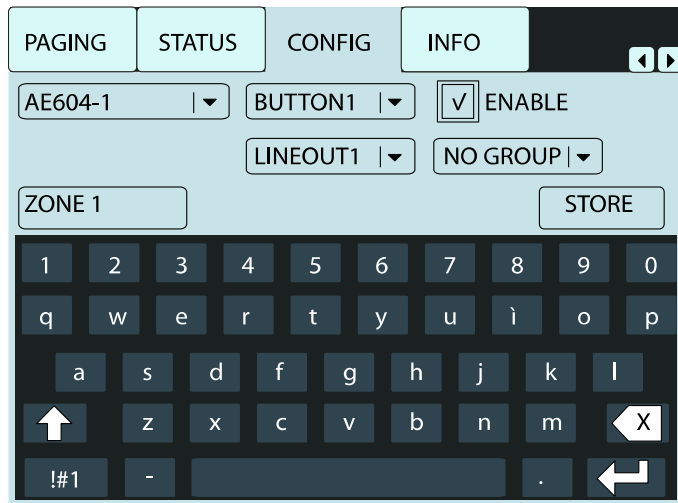 PAGING STATUS CONFIG INFO
AE604-1 BUTTON1 √ ENABLE
LINEOUT1 NO GROUP
ZONE 1 STORE
1 2 3 4 5 6 7 8 9 0
q w e r t y u ì o p
a s d f g h j k l
z x c v b n m X
!#1 - .